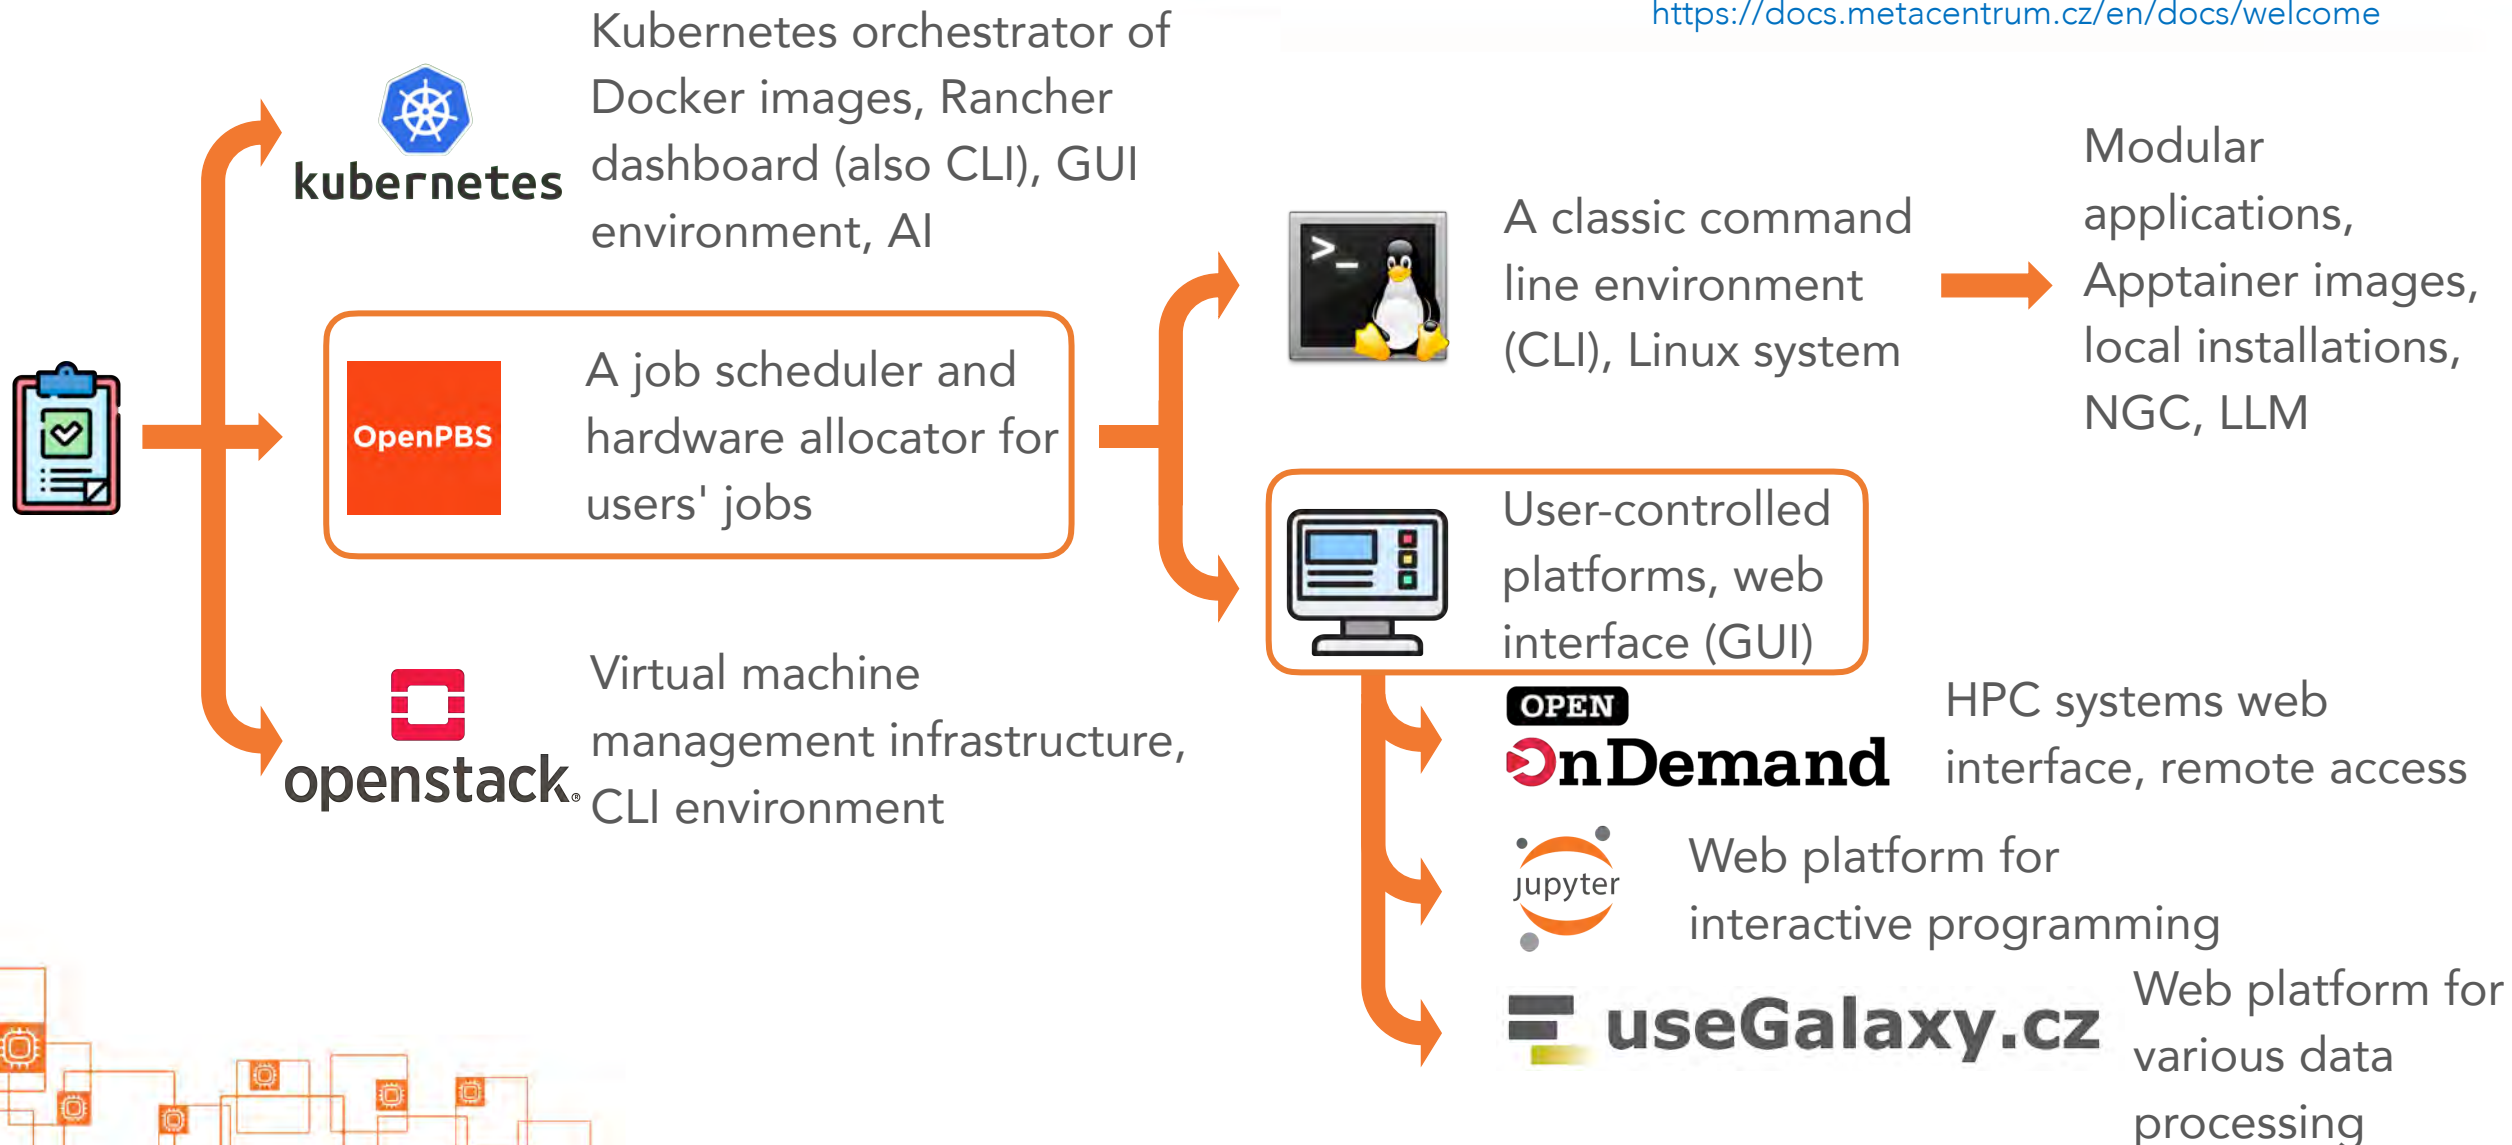 https://docs.metacentrum.cz/en/docs/welcome
kubernetes
Kubernetes orchestrator of
Docker images, Rancher
dashboard (also CLI), GUI
environment, AI
OpenPBS
A job scheduler and
hardware allocator for
users' jobs
openstack.
Virtual machine
management infrastructure,
CLI environment
>_
A classic command
line environment
(CLI), Linux system
Modular
applications,
Apptainer images,
local installations,
NGC, LLM
User-controlled
platforms, web
interface (GUI)
OPEN
OnDemand
HPC systems web
interface, remote access
jupyter
Web platform for
interactive programming
useGalaxy.cz
Web platform for
various data
processing